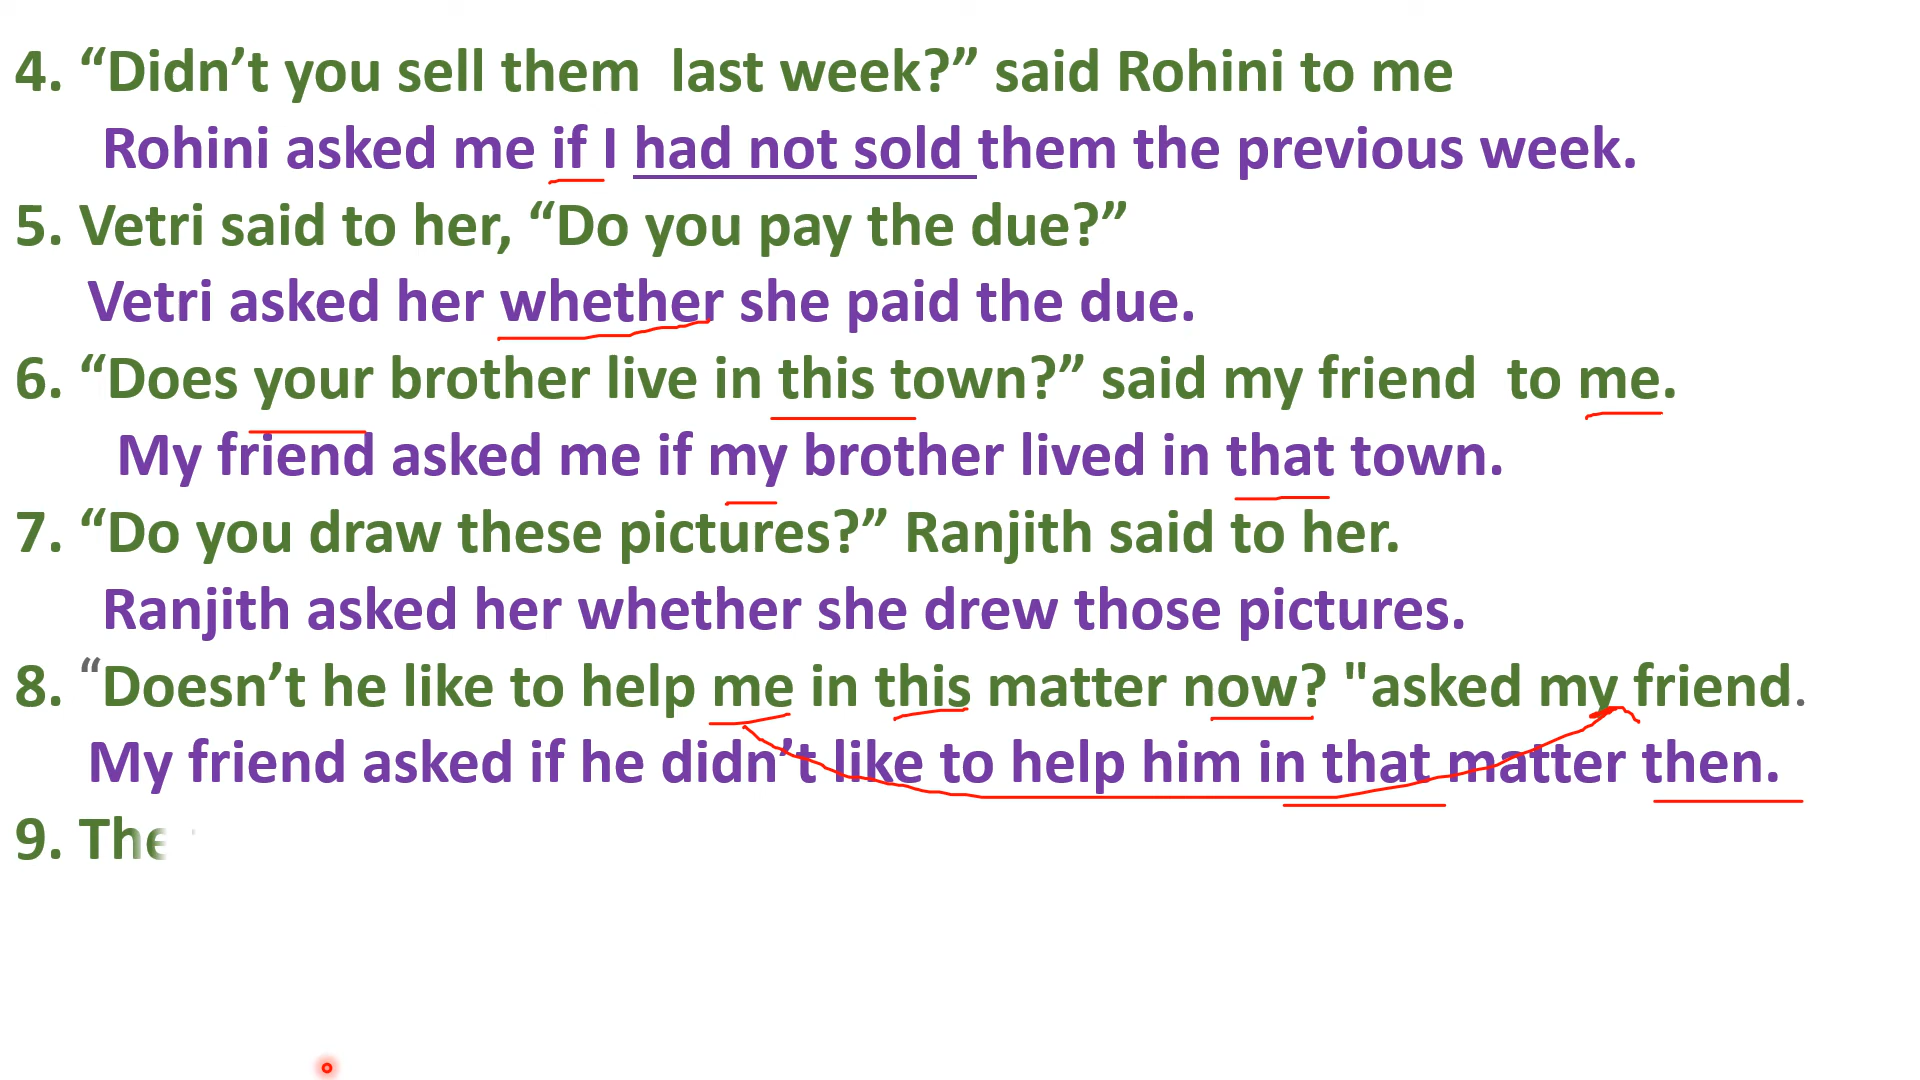 4. “Didn’t you sell them last week?” said Rohini to me
Rohini asked me if I had not sold them the previous week.
5. Vetri said to her, “Do you pay the due?”
Vetri asked her whether she paid the due.
6. “Does your brother live in this town?” said my friend to me.
My friend asked me if my brother lived in that town.
7. “Do you draw these pictures?” Ranjith said to her.
Ranjith asked her whether she drew those pictures.
8. “Doesn’t he like to help me in this matter now? "asked my friend.
My friend asked if he didn’t like to help him in that matter then.
9. The